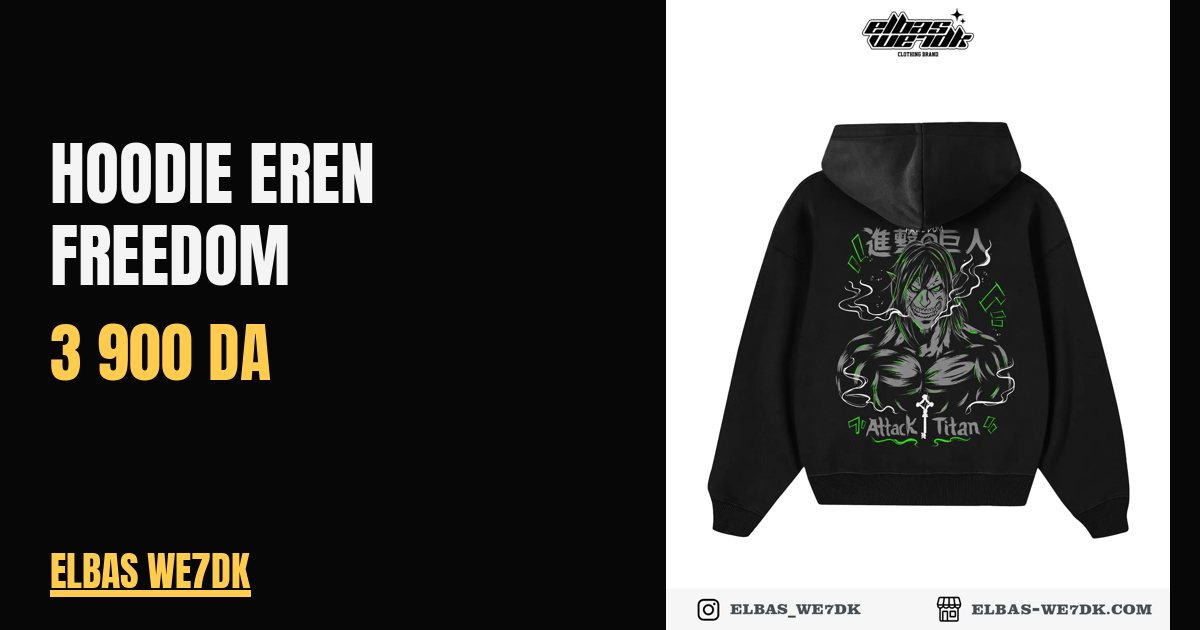 HOODIE EREN
FREEDOM
3 900 DA
ELBAS WE7DK
elbas
we7dk
CLOTHING BRAND
進撃の巨人
Attack Titan
ELBAS_WE7DK
ELBAS-WE7DK.COM